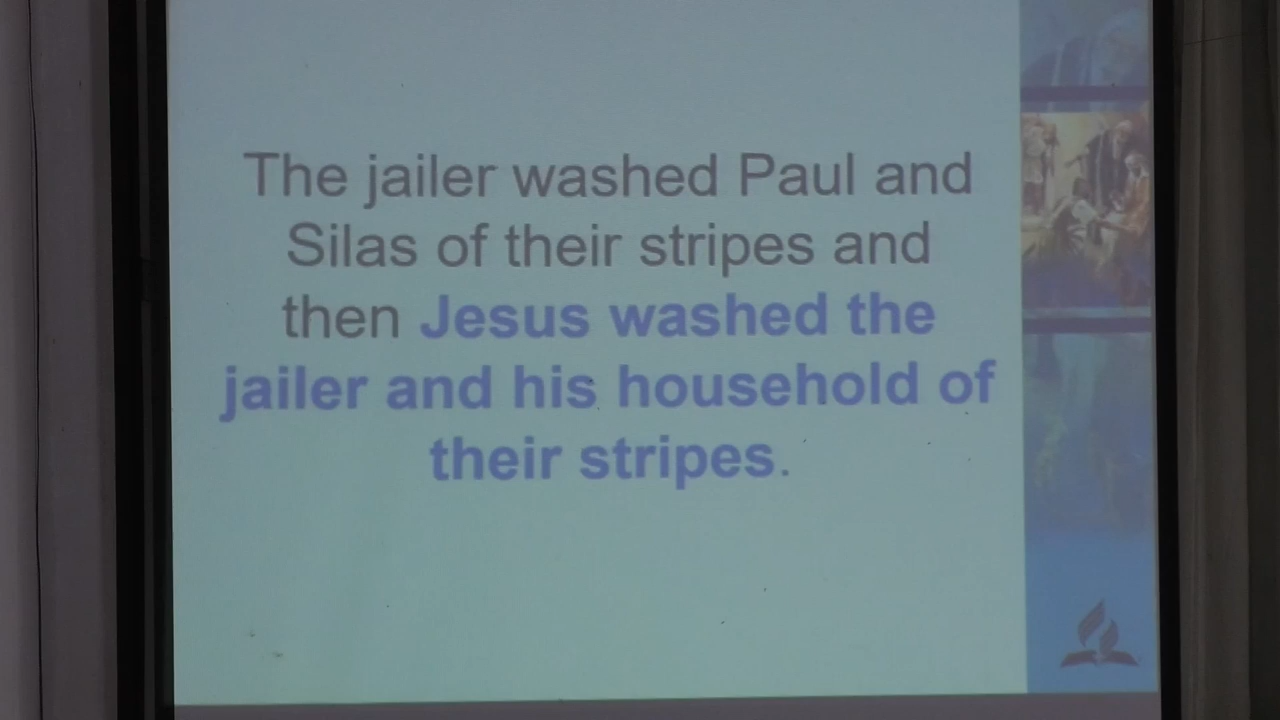 The jailer washed Paul and
Silas of their stripes and
then Jesus washed the
jailer and his household of
their stripes.